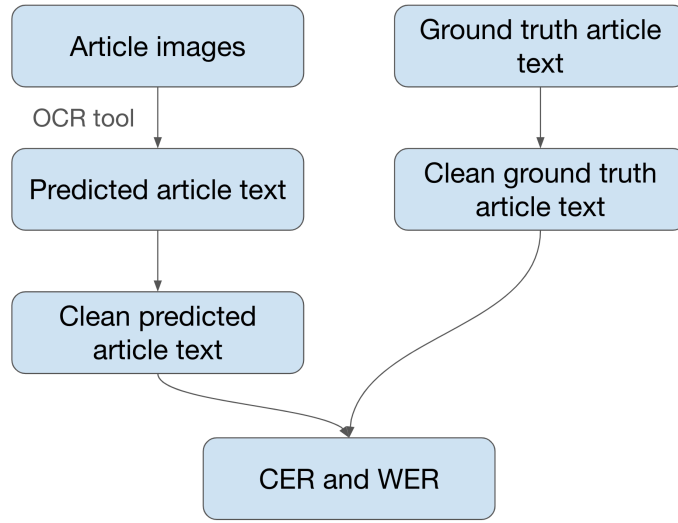 Article images
Ground truth article
text
OCR tool
Predicted article text
Clean ground truth
article text
Clean predicted
article text
CER and WER